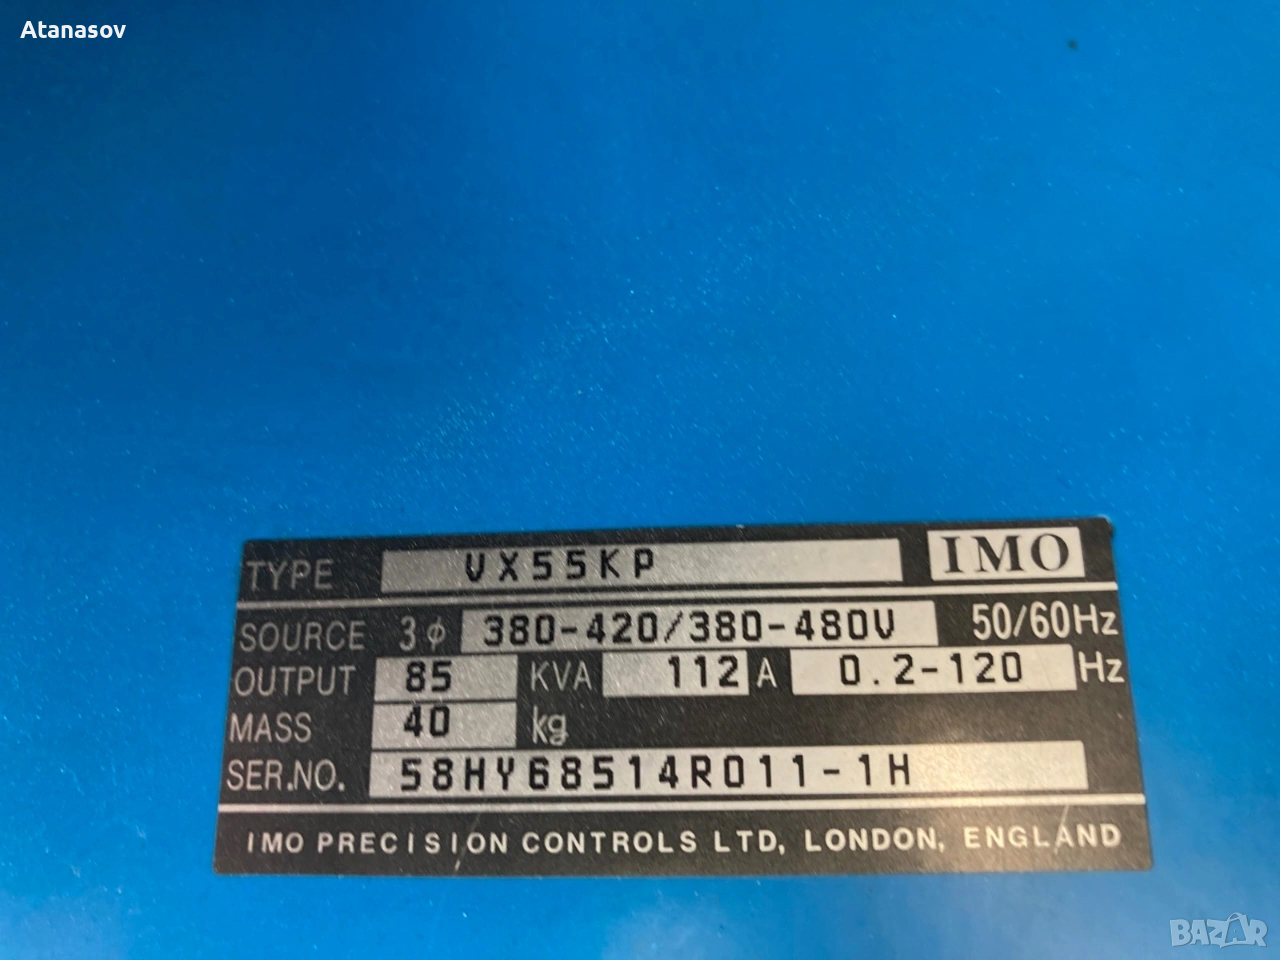 Atanasov
TYPE VX55KP IMO
SOURCE 3ϕ 380-420/380-480V 50/60Hz
OUTPUT 85 KVA 112 A 0.2-120 Hz
MASS 40 kg
SER.NO. 58HY68514R011-1H
IMO PRECISION CONTROLS LTD, LONDON, ENGLAND
BAZAR